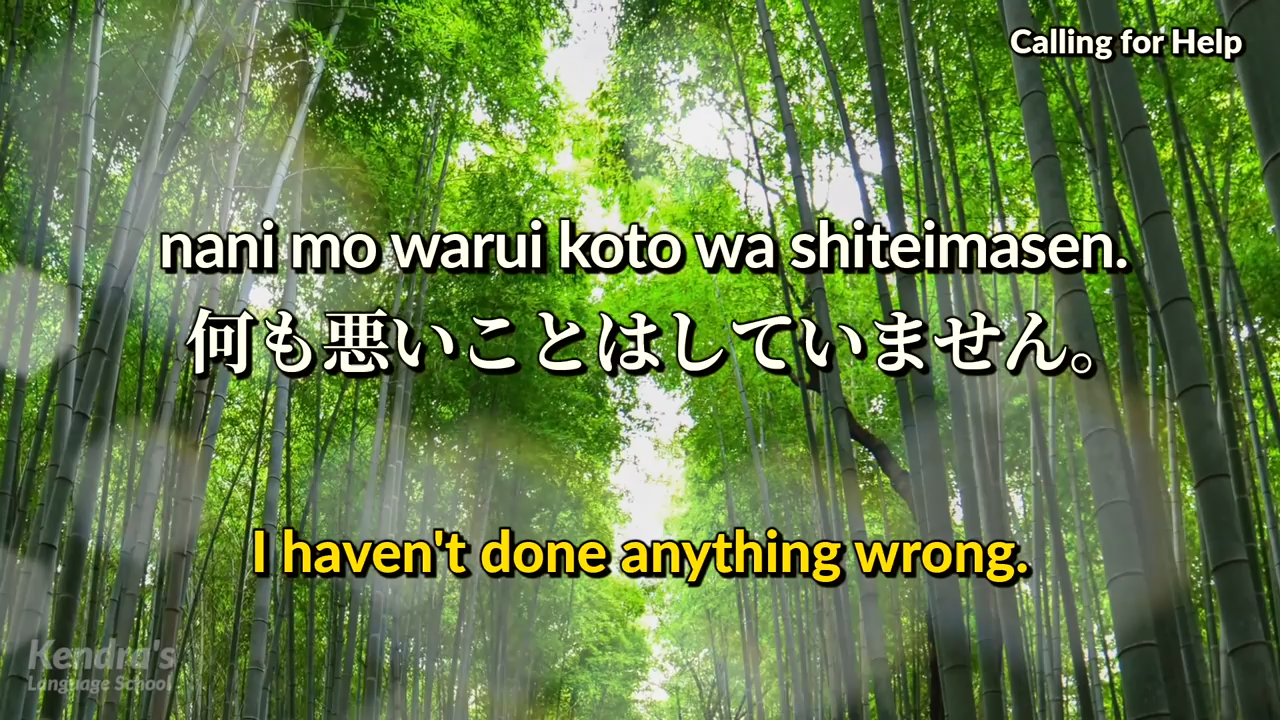 Calling for Help
nani mo warui koto wa shiteimasen.
何も悪いことはしていません。
I haven't done anything wrong.
Kendra's
Language School